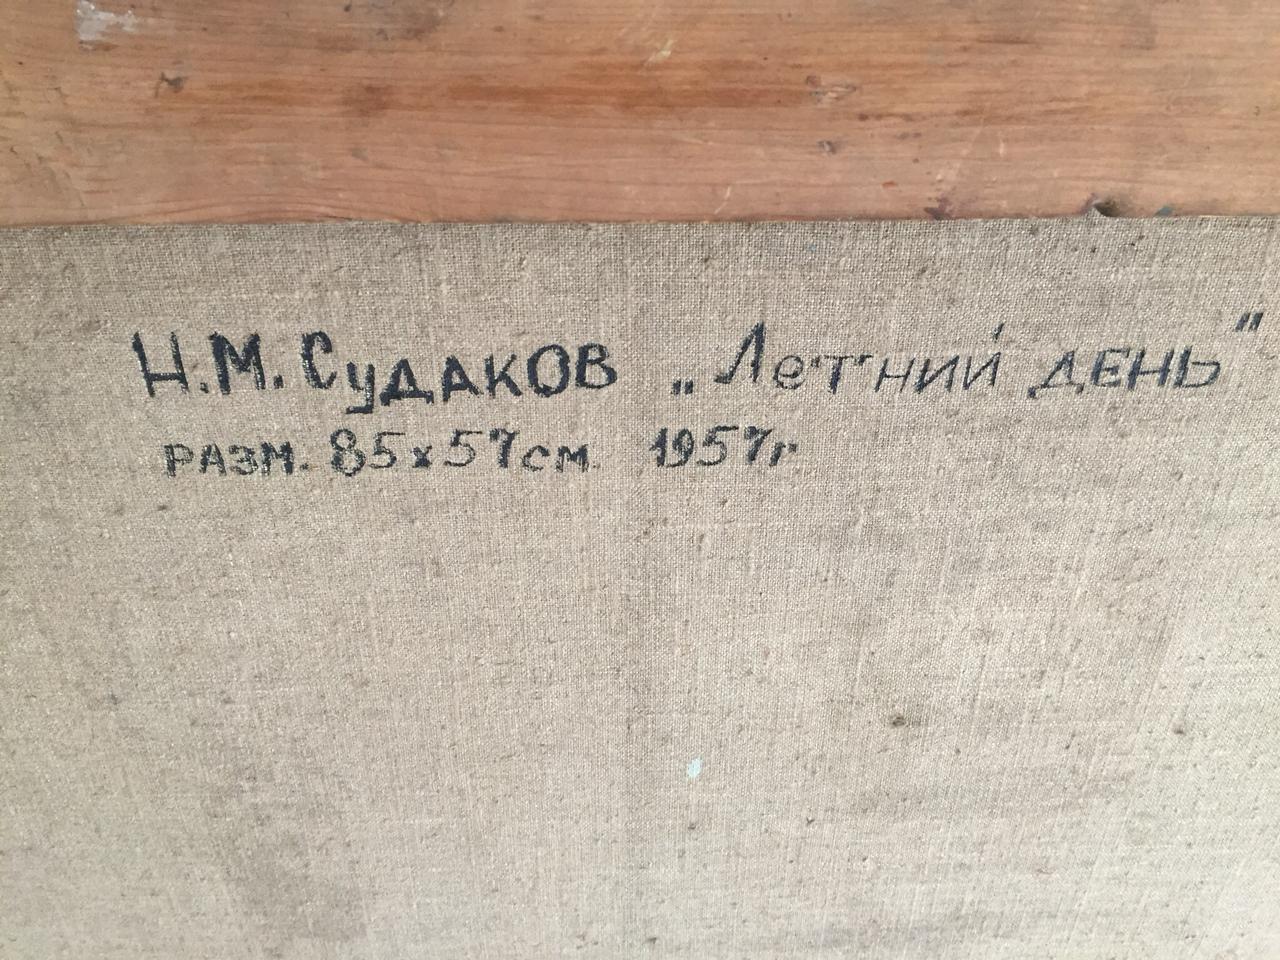 Н.М. Судаков „Летний день"
разм. 85х57см. 1957г